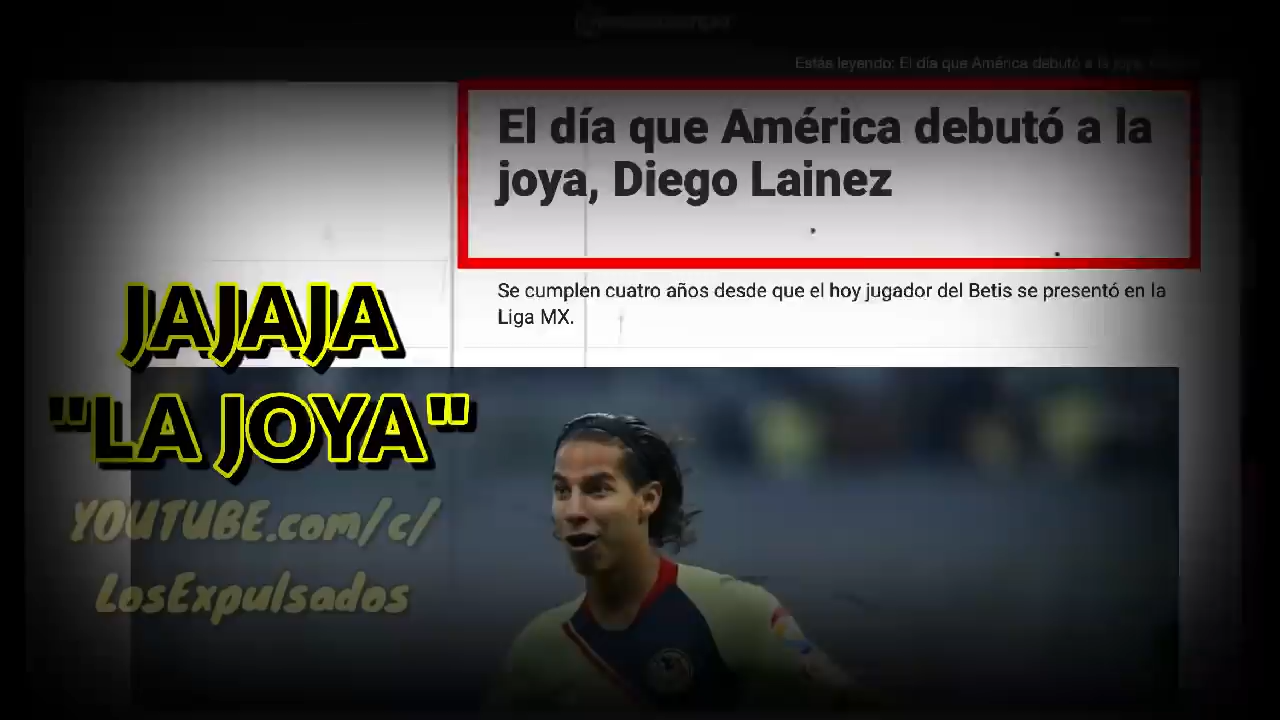 Estás leyendo: El día que América debutó a la joya,
El día que América debutó a la
joya, Diego Lainez
Se cumplen cuatro años desde que el hoy jugador del Betis se presentó en la
Liga MX.
JAJAJA
"LA JOYA"
YOUTUBE.com/c/
LosExpulsados